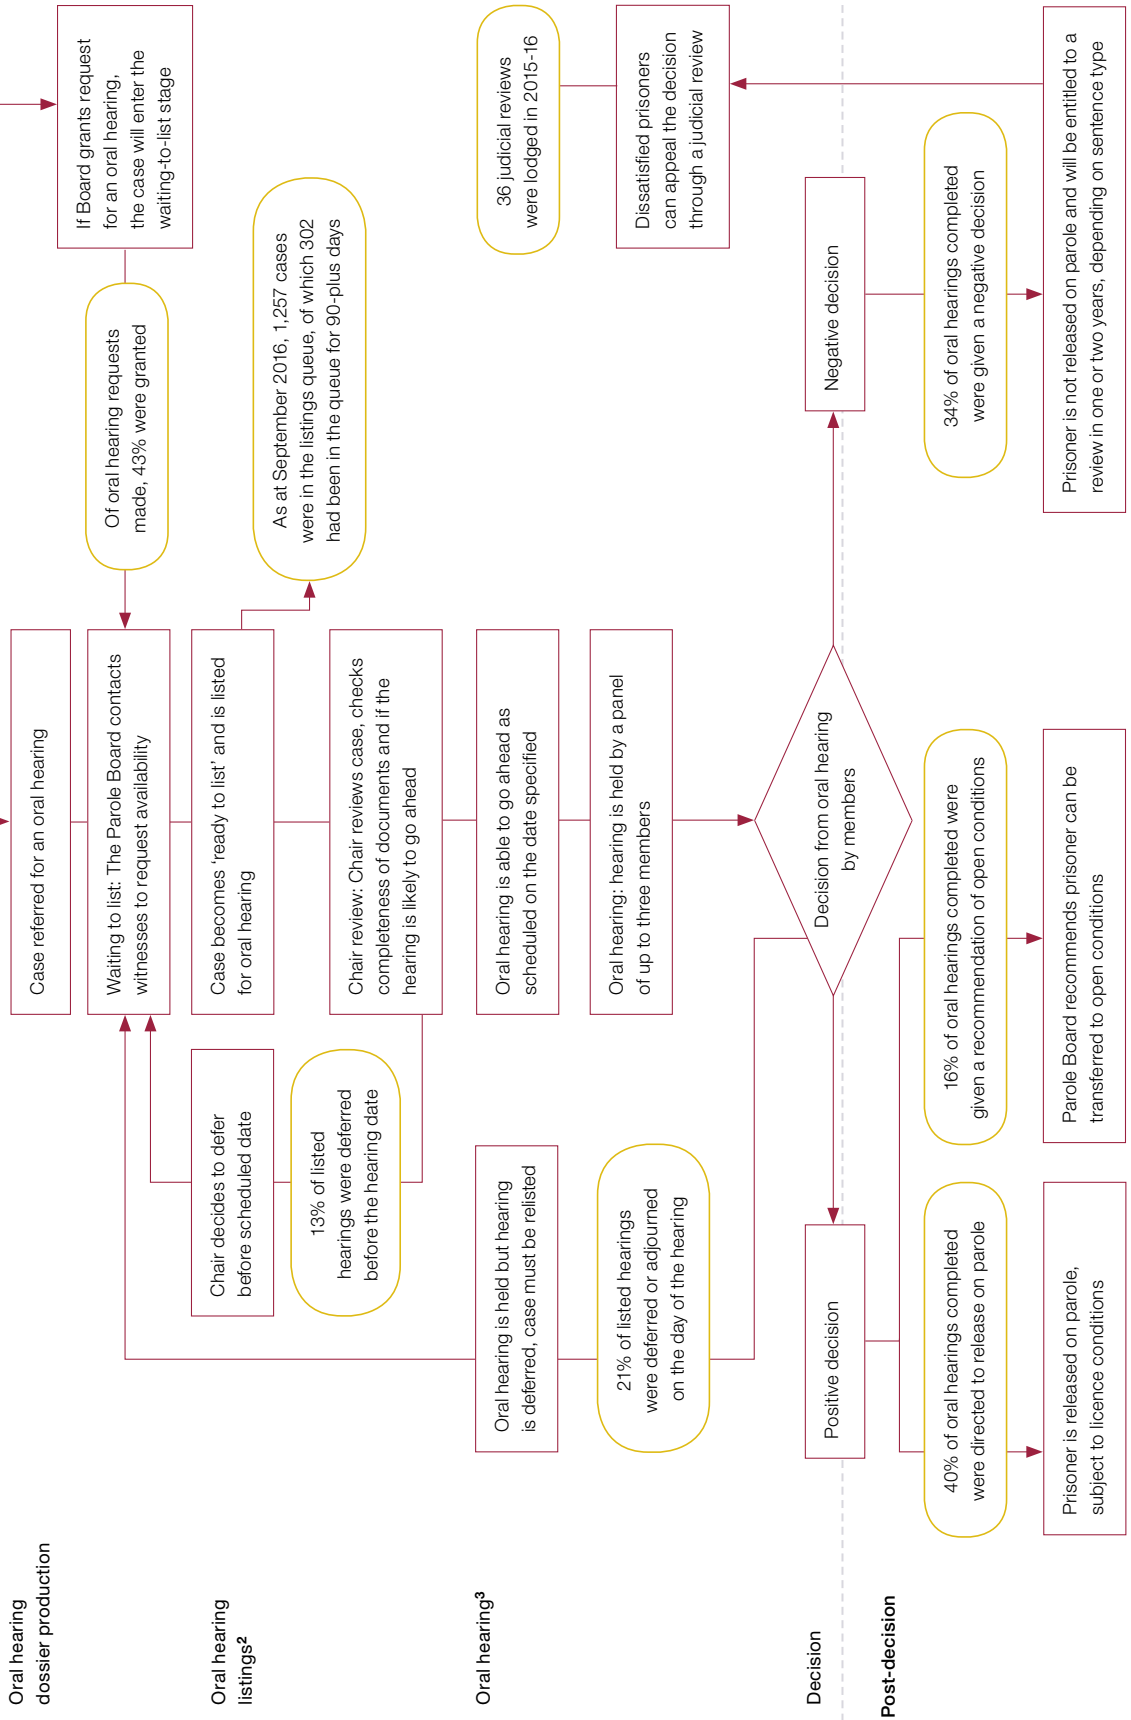 Oral hearing
dossier production
Case referred for an oral hearing
If Board grants request
for an oral hearing,
the case will enter the
waiting-to-list stage
Of oral hearing requests
made, 43% were granted
Waiting to list: The Parole Board contacts
witnesses to request availability
Oral hearing
listings²
Chair decides to defer
before scheduled date
Case becomes ‘ready to list’ and is listed
for oral hearing
As at September 2016, 1,257 cases
were in the listings queue, of which 302
had been in the queue for 90-plus days
13% of listed
hearings were deferred
before the hearing date
Chair review: Chair reviews case, checks
completeness of documents and if the
hearing is likely to go ahead
Oral hearing³
Oral hearing is held but hearing
is deferred, case must be relisted
Oral hearing is able to go ahead as
scheduled on the date specified
36 judicial reviews
were lodged in 2015-16
21% of listed hearings
were deferred or adjourned
on the day of the hearing
Oral hearing: hearing is held by a panel
of up to three members
Dissatisfied prisoners
can appeal the decision
through a judicial review
Decision
Positive decision
Decision from oral hearing
by members
Negative decision
Post-decision
40% of oral hearings completed
were directed to release on parole
16% of oral hearings completed were
given a recommendation of open conditions
34% of oral hearings completed
were given a negative decision
Prisoner is released on parole,
subject to licence conditions
Parole Board recommends prisoner can be
transferred to open conditions
Prisoner is not released on parole and will be entitled to a
review in one or two years, depending on sentence type